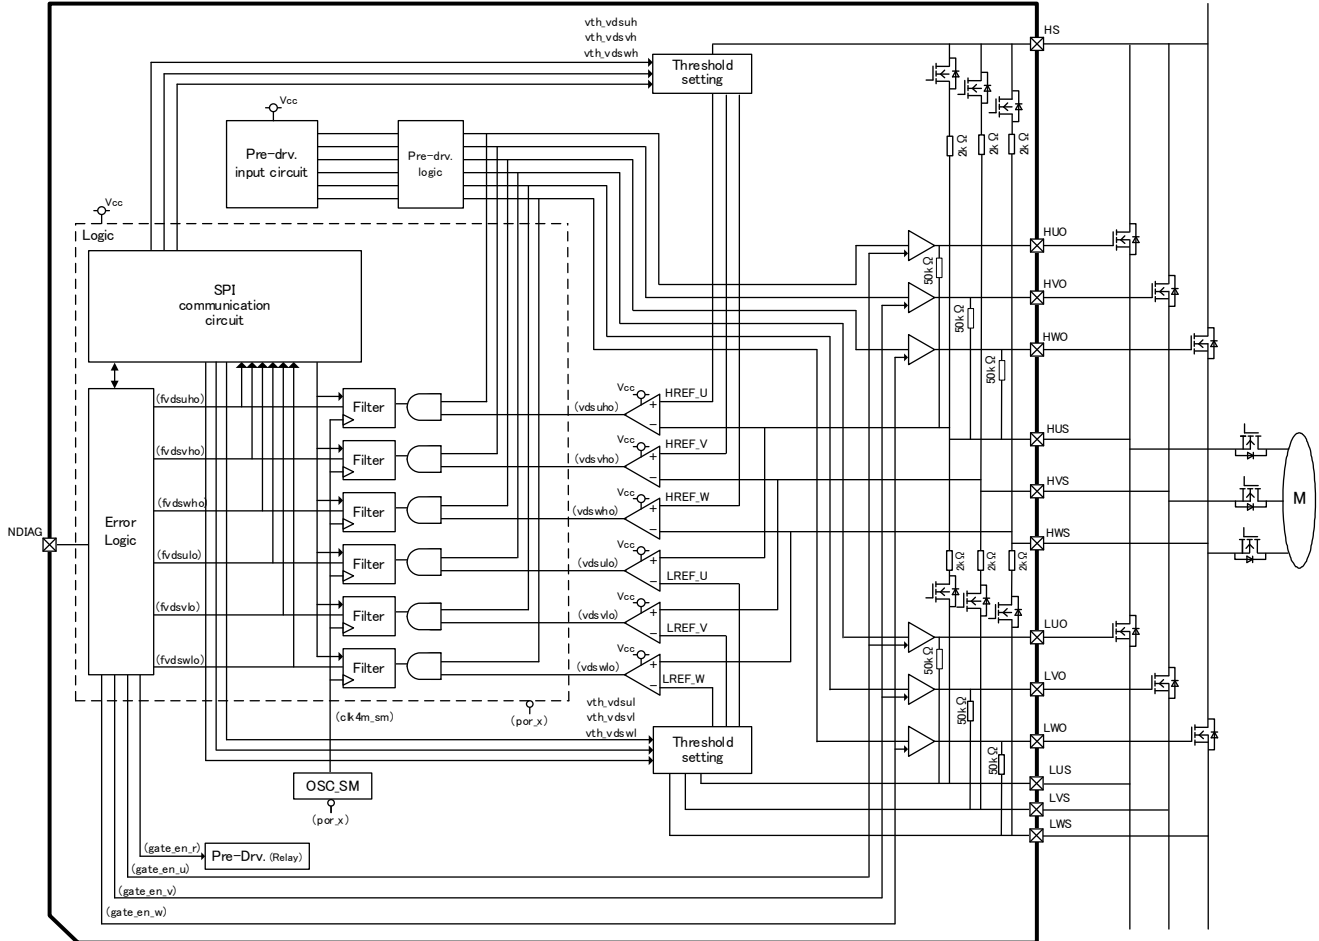 vth_vdsuh
vth_vdsvh
vth_vdswh
HS
Threshold
setting
Vcc
Pre-drv.
input circuit
Pre-drv.
logic
2kΩ
2kΩ
2kΩ
Vcc
Logic
SPI
communication
circuit
HUO
50kΩ
HVO
50kΩ
HWO
50kΩ
(fvdsuho)
Filter
(vdsuho)
Vcc
+
−
HREF_U
HUS
(fvdsvho)
Filter
(vdsvho)
Vcc
+
−
HREF_V
HVS
(fvdswho)
Filter
(vdswho)
Vcc
+
−
HREF_W
HWS
M
NDIAG
Error
Logic
(fvdsulo)
Filter
(vdsulo)
Vcc
+
−
LREF_U
2kΩ
2kΩ
2kΩ
(fvdsvlo)
Filter
(vdsvlo)
Vcc
+
−
LREF_V
LUO
50kΩ
(fvdswlo)
Filter
(vdswlo)
Vcc
+
−
LREF_W
LVO
50kΩ
(clk4m_sm)
(por_x)
vth_vdsul
vth_vdsvl
vth_vdswl
Threshold
setting
LWO
50kΩ
OSC_SM
(por_x)
LUS
LVS
LWS
(gate_en_r)
Pre-Drv. (Relay)
(gate_en_u)
(gate_en_v)
(gate_en_w)